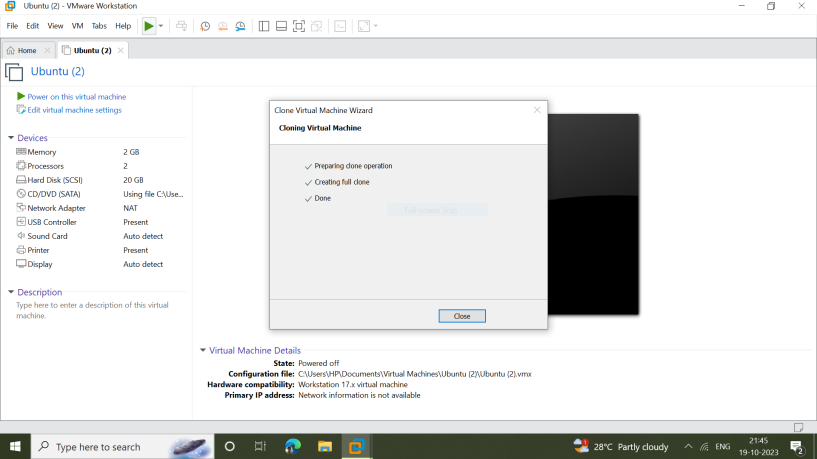 Ubuntu (2) - VMware Workstation
File Edit View VM Tabs Help
Home
Ubuntu (2)
Ubuntu (2)
Power on this virtual machine
Edit virtual machine settings
Devices
Memory 2 GB
Processors 2
Hard Disk (SCSI) 20 GB
CD/DVD (SATA) Using file C:\Use...
Network Adapter NAT
USB Controller Present
Sound Card Auto detect
Printer Present
Display Auto detect
Description
Type here to enter a description of this virtual
machine.
Clone Virtual Machine Wizard
Cloning Virtual Machine
Preparing clone operation
Creating full clone
Done
Close
Virtual Machine Details
State: Powered off
Configuration file: C:\Users\HP\Documents\Virtual Machines\Ubuntu (2)\Ubuntu (2).vmx
Hardware compatibility: Workstation 17.x virtual machine
Primary IP address: Network information is not available
Type here to search
1
28°C Partly cloudy
ENG
21:45
19-10-2023
2